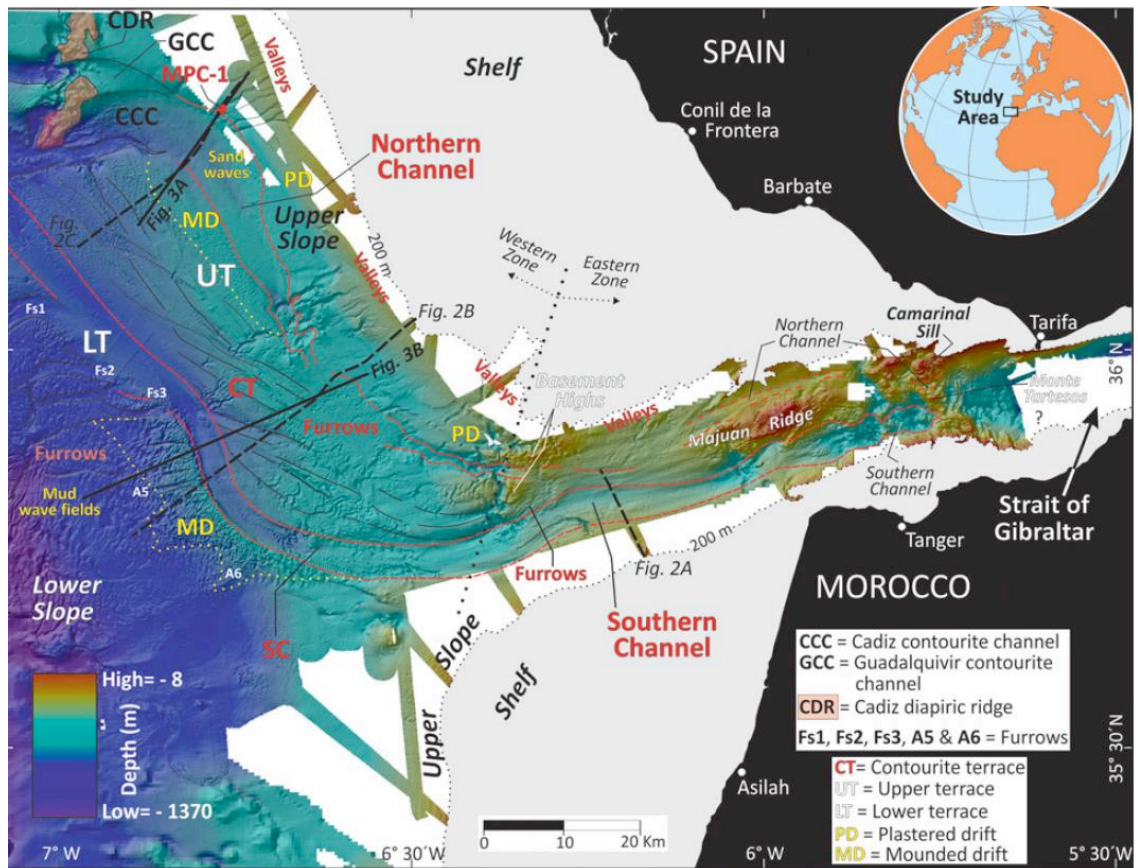 CDR
GCC
MPC-1
CCC
Valleys
Shelf
SPAIN
Study
Area
Conil de la
Frontera
Northern
Channel
Sand
waves
PD
Barbate
Fig. 3A
Fig.
2C
MD
Upper
Slope
UT
200 m
Western
Zone
Eastern
Zone
Valleys
Fig. 2B
Northern
Channel
Camarinal
Sill
Tarifa
36° N
Fs1
LT
Fs2
Fs3
CT
Fig. 3B
Basement
Highs
Valleys
Valleys
Monte
Tartesos
?
Majuan Ridge
Furrows
PD
Furrows
Mud
wave fields
A5
MD
A6
Southern
Channel
Strait of
Gibraltar
200 m
Tanger
Fig. 2A
Furrows
Lower
Slope
Southern
Channel
MOROCCO
SC
Slope
Shelf
Upper
High= - 8
Depth (m)
Low= - 1370
CCC = Cadiz contourite channel
GCC = Guadalquivir contourite
channel
CDR = Cadiz diapiric ridge
Fs1, Fs2, Fs3, A5 & A6 = Furrows
35° 30' N
CT= Contourite terrace
UT= Upper terrace
LT= Lower terrace
PD= Plastered drift
MD= Mounded drift
Asilah
0 10 20 Km
7° W
6° 30' W
6° W
5° 30' W